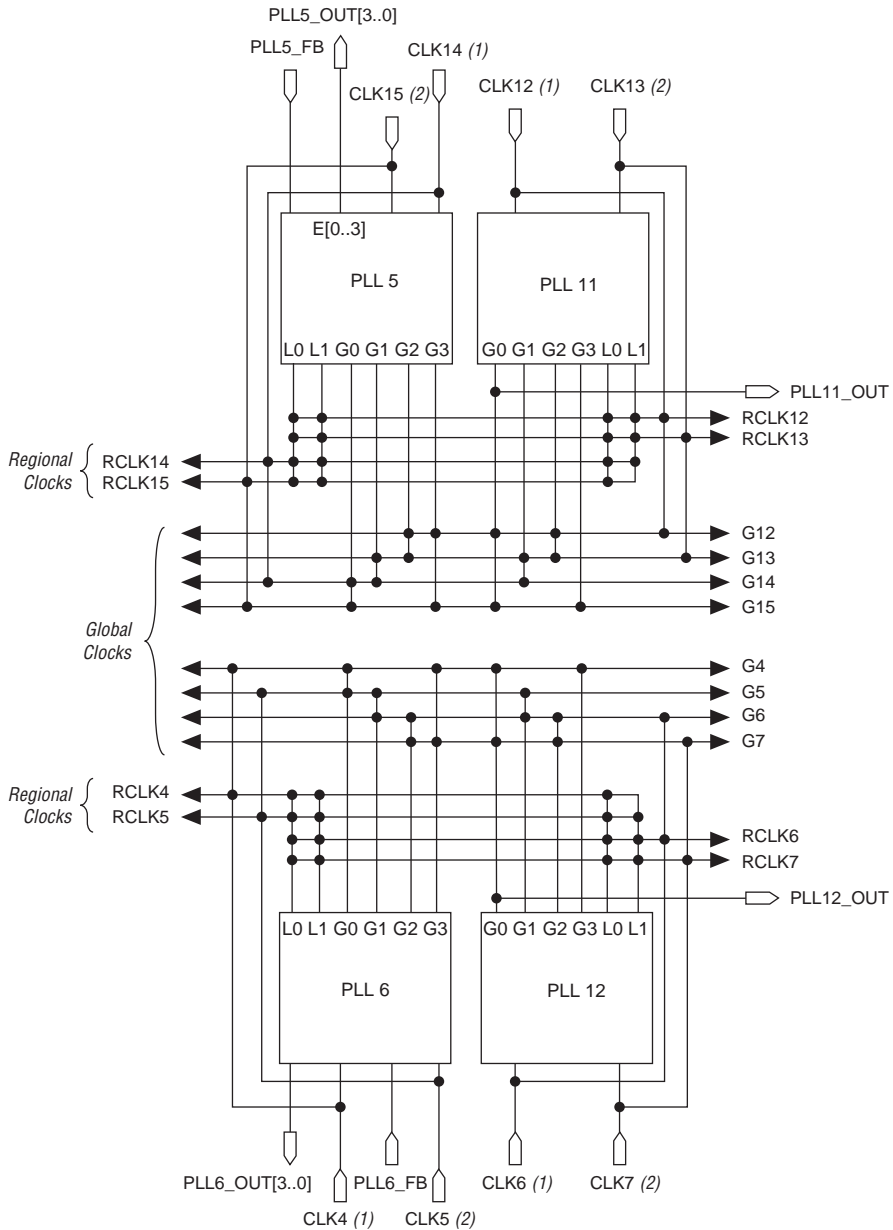 PLL5_OUT[3..0]
PLL5_FB
CLK14 (1)
CLK15 (2)
CLK12 (1)
CLK13 (2)
E[0..3]
PLL 5
PLL 11
L0 L1 G0 G1 G2 G3
G0 G1 G2 G3 L0 L1
PLL11_OUT
RCLK12
RCLK13
Regional
Clocks
RCLK14
RCLK15
G12
G13
G14
G15
Global
Clocks
G4
G5
G6
G7
Regional
Clocks
RCLK4
RCLK5
RCLK6
RCLK7
PLL12_OUT
L0 L1 G0 G1 G2 G3
G0 G1 G2 G3 L0 L1
PLL 6
PLL 12
PLL6_OUT[3..0]
PLL6_FB
CLK6 (1)
CLK7 (2)
CLK4 (1)
CLK5 (2)